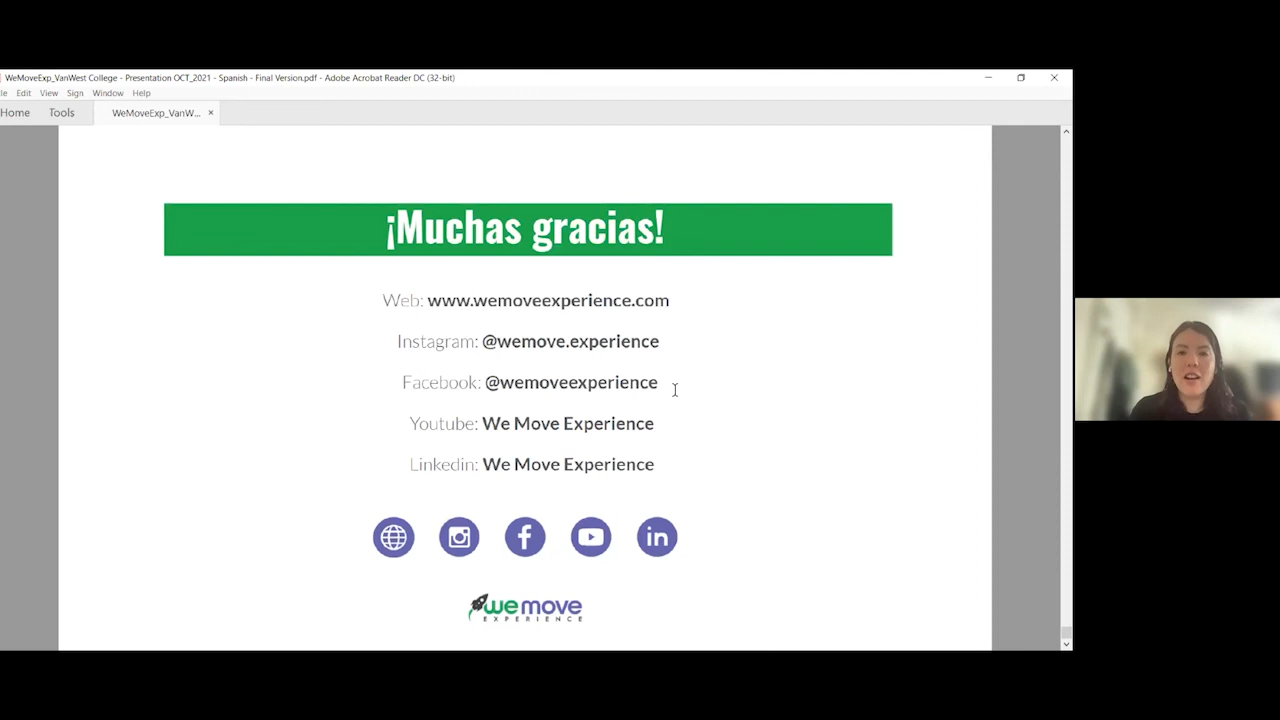 WeMoveExp_VanWest College - Presentation OCT_2021 - Spanish - Final Version.pdf - Adobe Acrobat Reader DC (32-bit)
le Edit View Sign Window Help
Home Tools WeMoveExp_VanW... ×
¡Muchas gracias!
Web: www.wemoveexperience.com
Instagram: @wemove.experience
Facebook: @wemoveexperience
Youtube: We Move Experience
Linkedin: We Move Experience
in
we move
EXPERIENCE